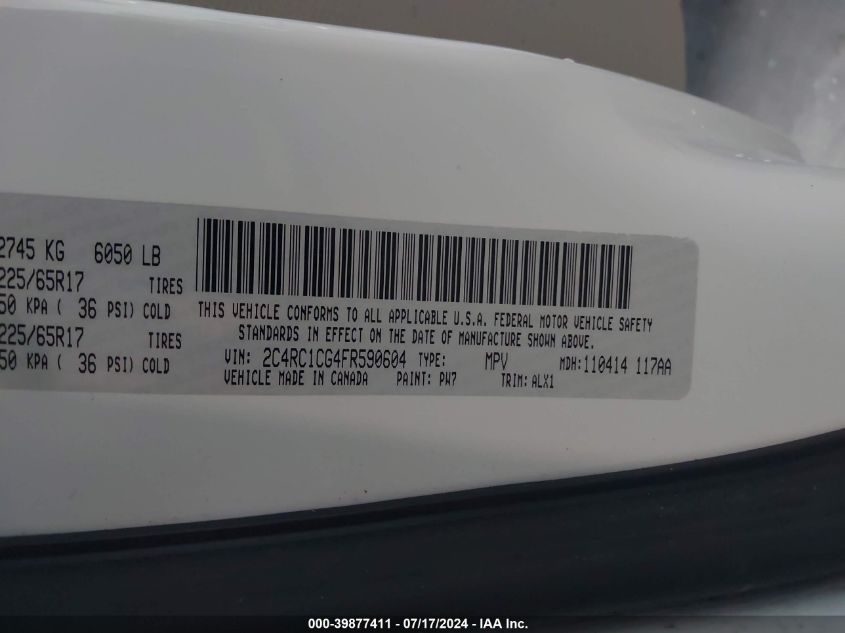 2745 KG 6050 LB
225/65R17 TIRES
50 KPA ( 36 PSI) COLD
225/65R17 TIRES
50 KPA ( 36 PSI) COLD
THIS VEHICLE CONFORMS TO ALL APPLICABLE U.S.A. FEDERAL MOTOR VEHICLE SAFETY
STANDARDS IN EFFECT ON THE DATE OF MANUFACTURE SHOWN ABOVE.
VIN: 2C4RC1CG4FR590604 TYPE: MPV MDH:110414 117AA
VEHICLE MADE IN CANADA PAINT: PW7 TRIM: ALX1
000-39877411 - 07/17/2024 - IAA Inc.